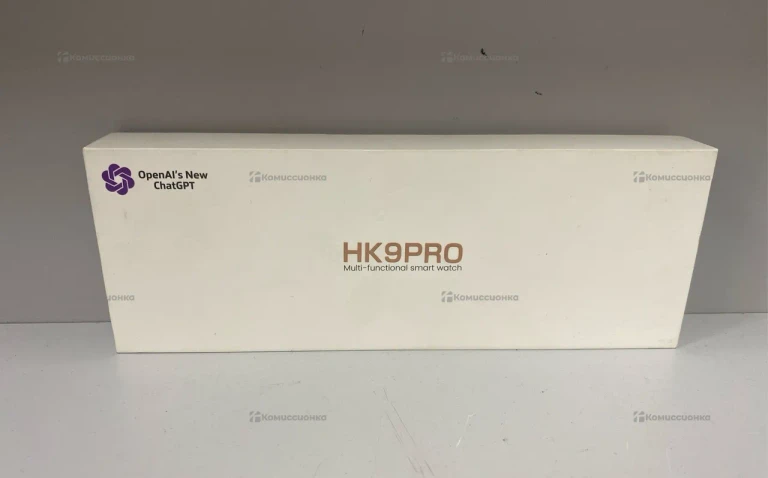 Комиссионка
Комиссионка
OpenAI's New
ChatGPT
Комиссионка
Комиссионка
HK9PRO
Multi-functional smart watch
Комиссионка
Комиссионка
Комиссионка